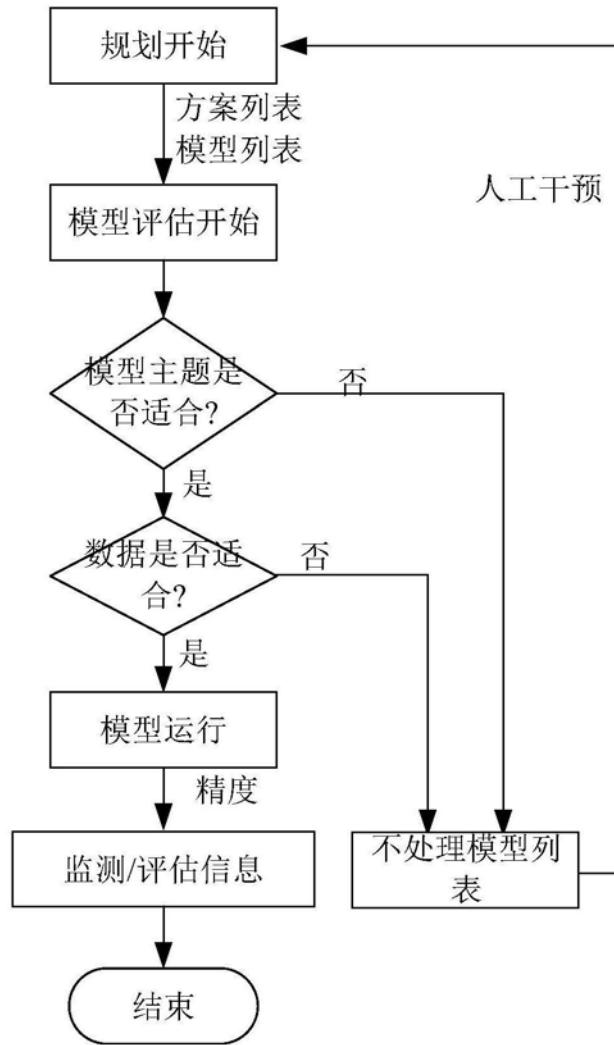 规划开始
方案列表
模型列表
人工干预
模型评估开始
模型主题是
否适合?
否
是
数据是否适
合?
否
是
模型运行
精度
监测/评估信息
不处理模型列
表
结束